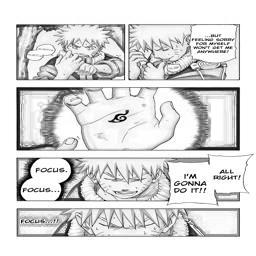 ...BUT
FEELING SORRY
FOR MYSELF
WON'T GET ME
ANYWHERE!
FOCUS.
FOCUS...
I'M
GONNA
DO IT!!
ALL
RIGHT!
FOCUS...!!